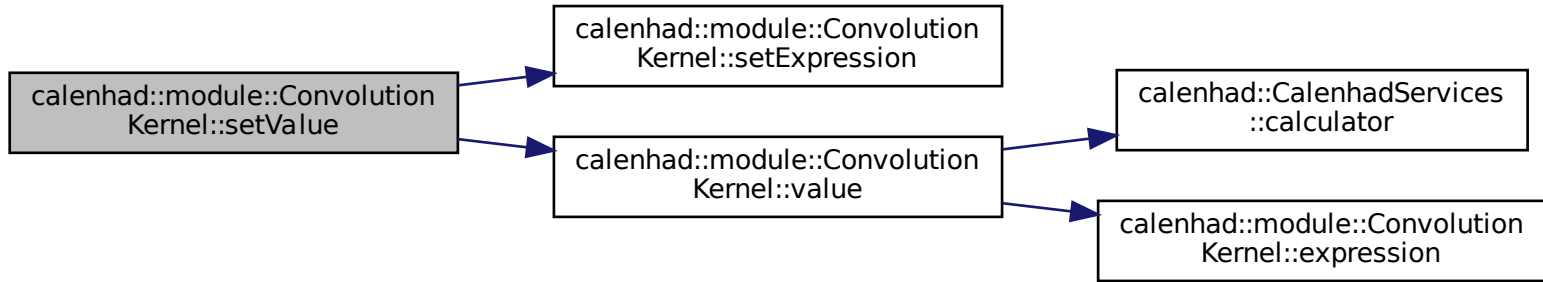 calenhad::module::Convolution
Kernel::setValue
calenhad::module::Convolution
Kernel::setExpression
calenhad::module::Convolution
Kernel::value
calenhad::CalenhadServices
::calculator
calenhad::module::Convolution
Kernel::expression